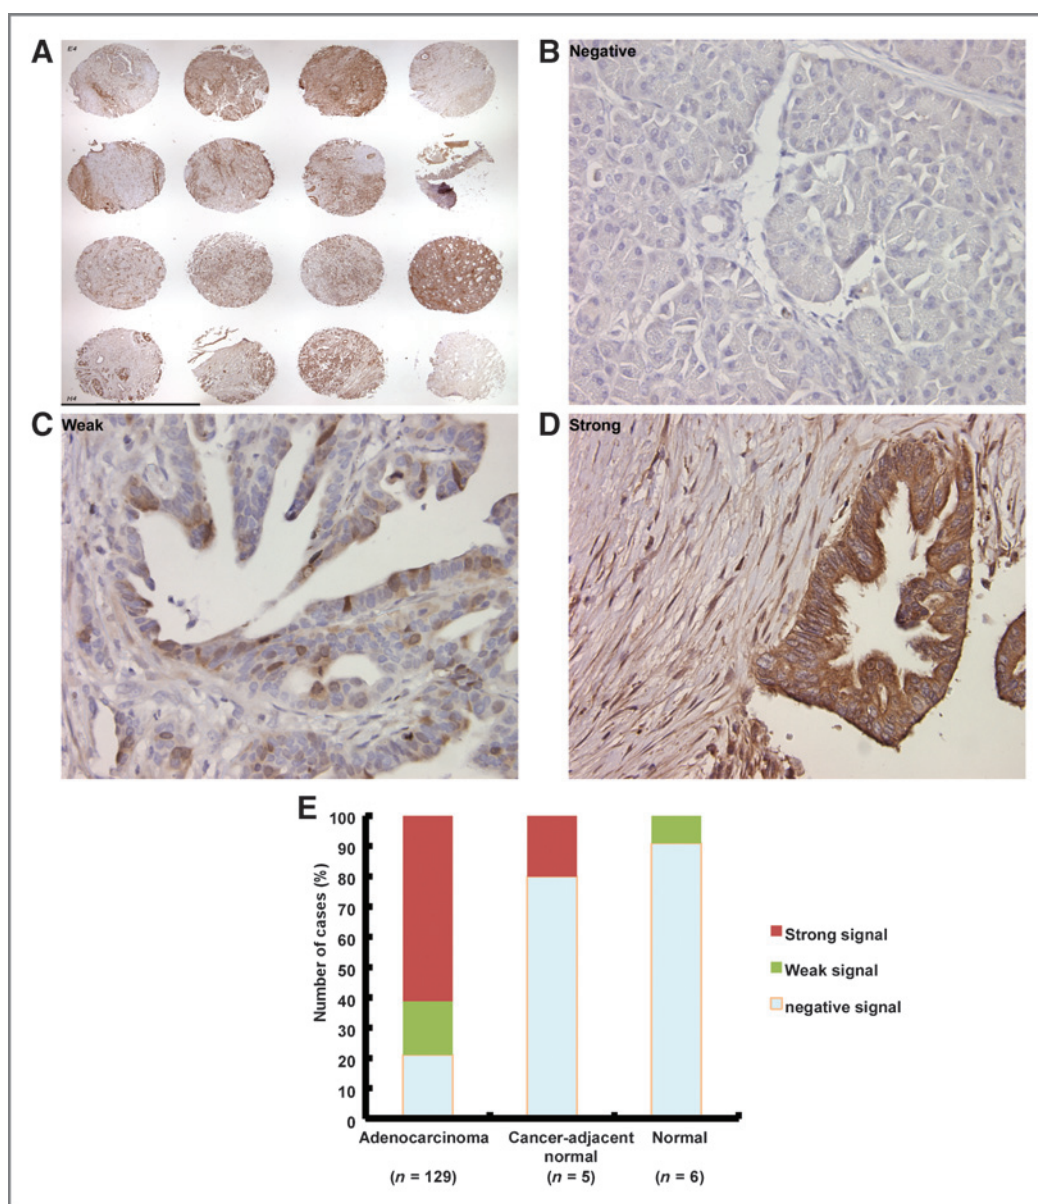 A
E4
H4
B
Negative
C
Weak
D
Strong
E
Number of cases (%)
100
90
80
70
60
50
40
30
20
10
0
Adenocarcinoma
(n = 129)
Cancer-adjacent
normal
(n = 5)
Normal
(n = 6)
Strong signal
Weak signal
negative signal